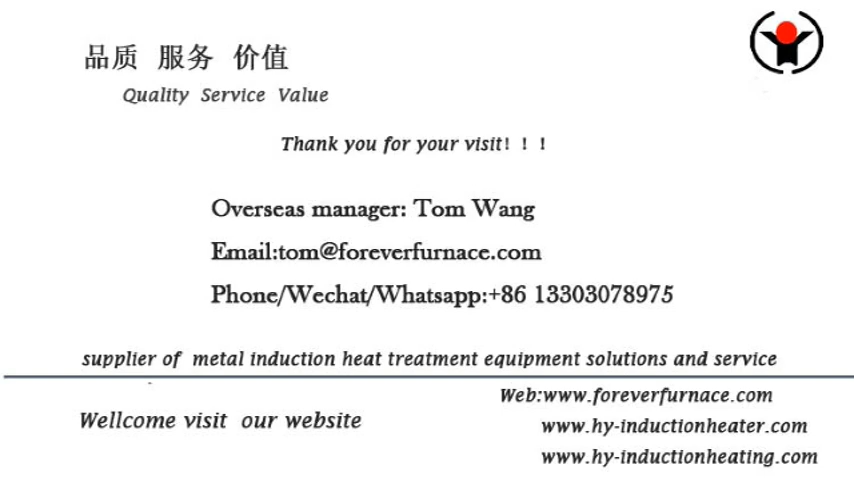 品质 服务 价值
Quality Service Value
Thank you for your visit！！！
Overseas manager: Tom Wang
Email:tom@foreverfurnace.com
Phone/Wechat/Whatsapp:+86 13303078975
supplier of metal induction heat treatment equipment solutions and service
Web:www.foreverfurnace.com
Wellcome visit our website
www.hy-inductionheater.com
www.hy-inductionheating.com